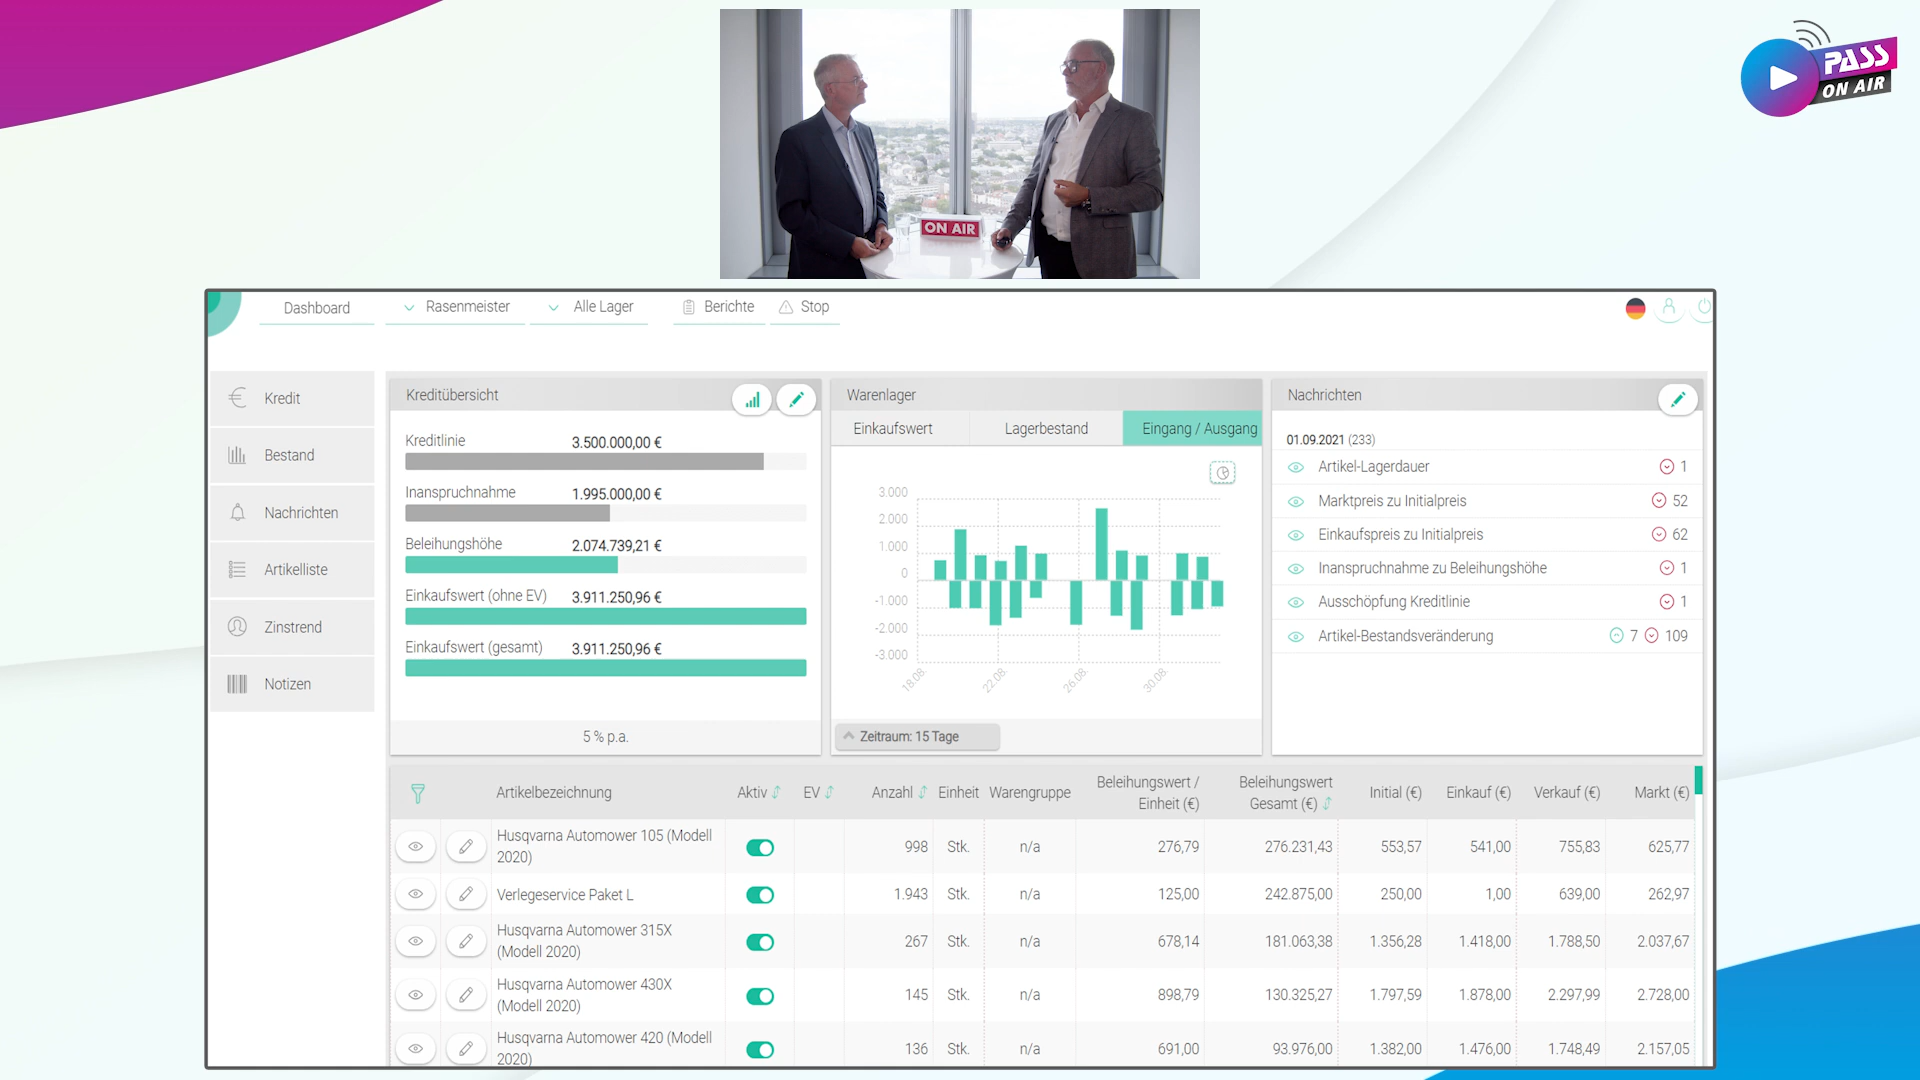 PASS
ON AIR
ON AIR
Dashboard
Rasenmeister
Alle Lager
Berichte
Stop
Kredit
Bestand
Nachrichten
Artikelliste
Zinstrend
Notizen
Kreditübersicht
Kreditlinie 3.500.000,00 €
Inanspruchnahme 1.995.000,00 €
Beleihungshöhe 2.074.739,21 €
Einkaufswert (ohne EV) 3.911.250,96 €
Einkaufswert (gesamt) 3.911.250,96 €
5 % p.a.
Warenlager
Einkaufswert Lagerbestand Eingang / Ausgang
3.000
2.000
1.000
0
-1.000
-2.000
-3.000
18.08. 22.08. 26.08. 30.08.
Zeitraum: 15 Tage
Nachrichten
01.09.2021 (233)
Artikel-Lagerdauer 1
Marktpreis zu Initialpreis 52
Einkaufspreis zu Initialpreis 62
Inanspruchnahme zu Beleihungshöhe 1
Ausschöpfung Kreditlinie 1
Artikel-Bestandsveränderung 7 109
Artikelbezeichnung Aktiv EV Anzahl Einheit Warengruppe Beleihungswert / Einheit (€) Beleihungswert Gesamt (€) Initial (€) Einkauf (€) Verkauf (€) Markt (€)
Husqvarna Automower 105 (Modell
2020) 998 Stk. n/a 276,79 276.231,43 553,57 541,00 755,83 625,77
Verlegeservice Paket L 1.943 Stk. n/a 125,00 242.875,00 250,00 1,00 639,00 262,97
Husqvarna Automower 315X
(Modell 2020) 267 Stk. n/a 678,14 181.063,38 1.356,28 1.418,00 1.788,50 2.037,67
Husqvarna Automower 430X
(Modell 2020) 145 Stk. n/a 898,79 130.325,27 1.797,59 1.878,00 2.297,99 2.728,00
Husqvarna Automower 420 (Modell
2020) 136 Stk. n/a 691,00 93.976,00 1.382,00 1.476,00 1.748,49 2.157,05